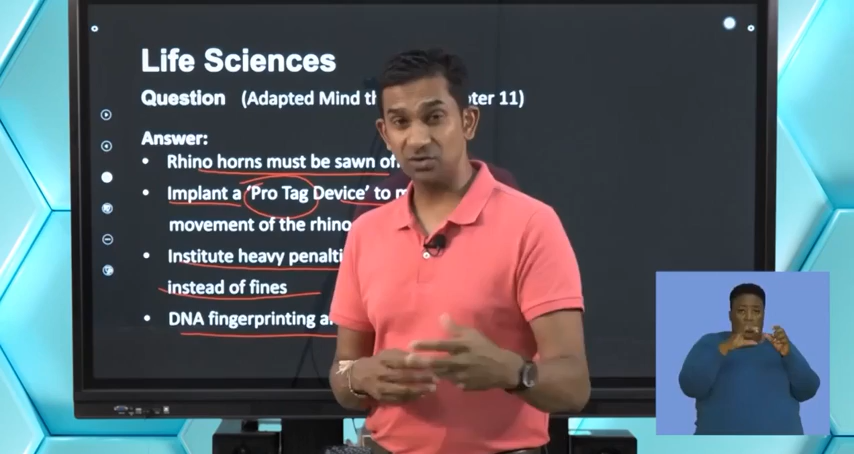 Life Sciences
Question (Adapted Mind th ter 11)
Answer:
• Rhino horns must be sawn of
• Implant a 'Pro Tag Device' to m
movement of the rhino
• Institute heavy penalti
instead of fines
• DNA fingerprinting a